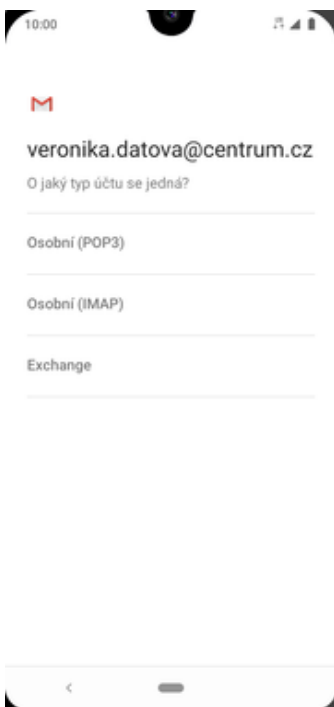 10:00
veronika.datova@centrum.cz
O jaký typ účtu se jedná?
Osobní (POP3)
Osobní (IMAP)
Exchange